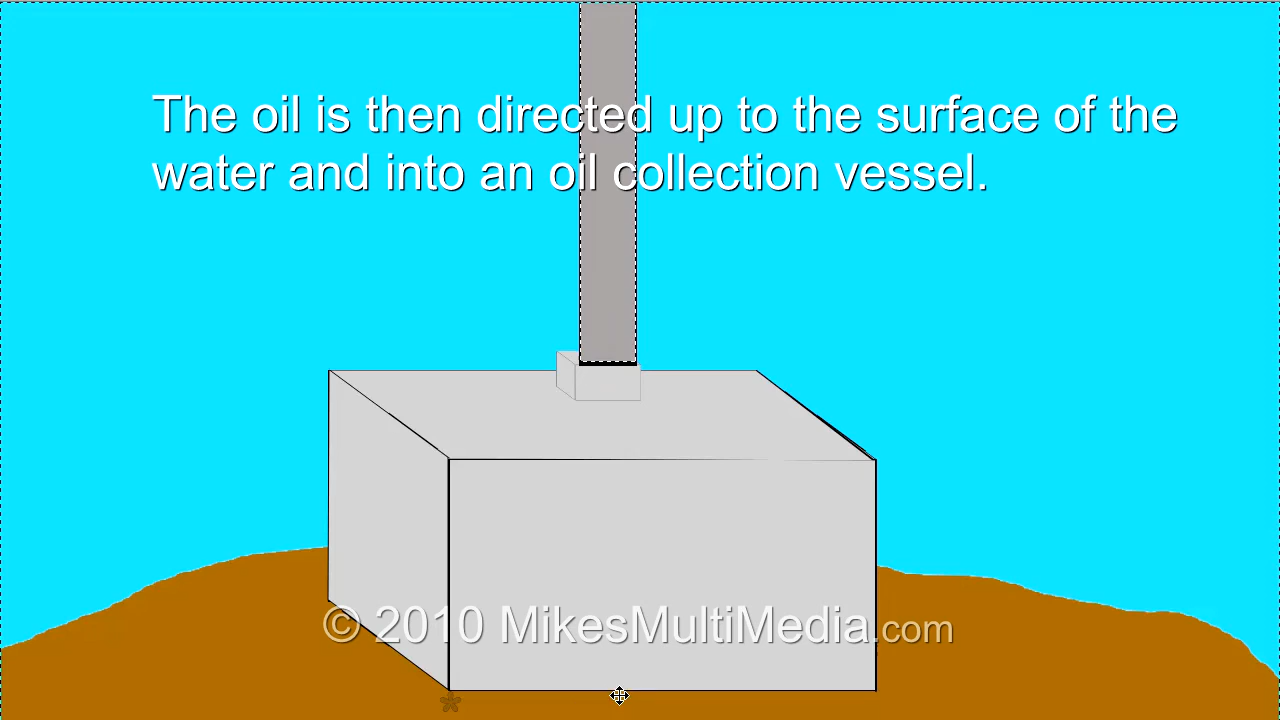 The oil is then directed up to the surface of the
water and into an oil collection vessel.
© 2010 MikesMultiMedia.com